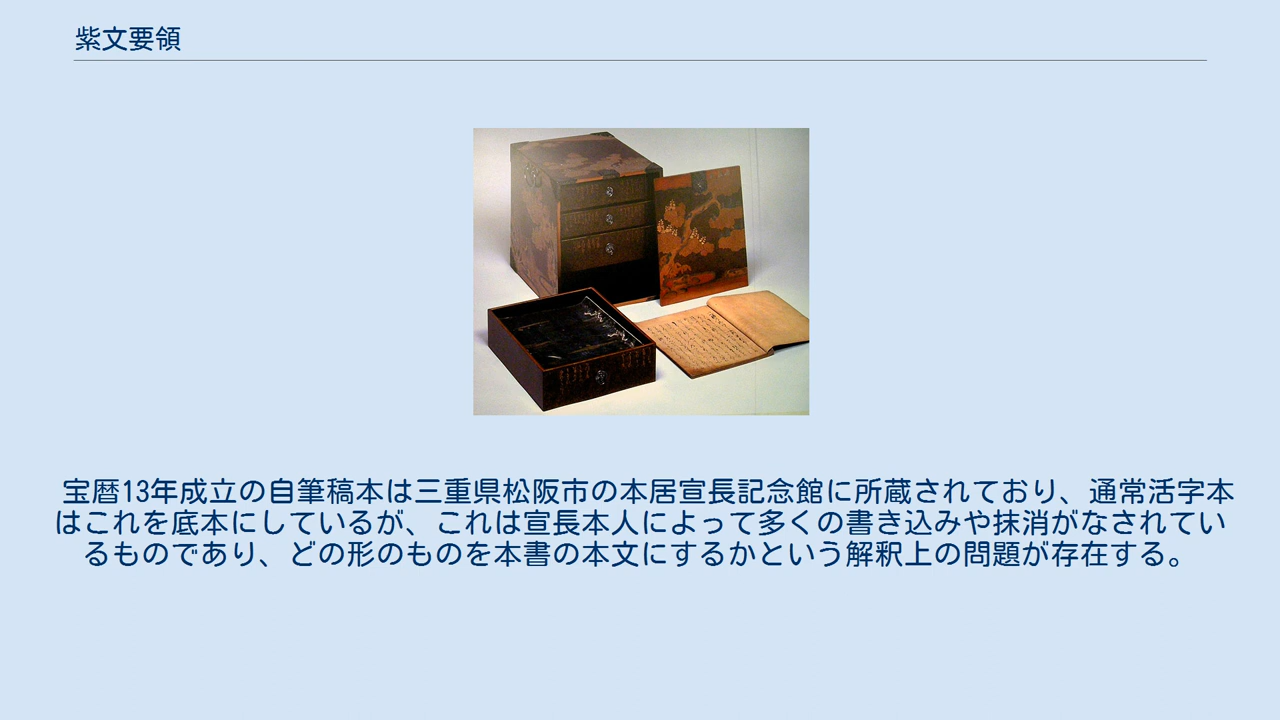 紫文要領
宝暦13年成立の自筆稿本は三重県松阪市の本居宣長記念館に所蔵されており、通常活字本
はこれを底本にしているが、これは宣長本人によって多くの書き込みや抹消がなされてい
るものであり、どの形のものを本書の本文にするかという解釈上の問題が存在する。